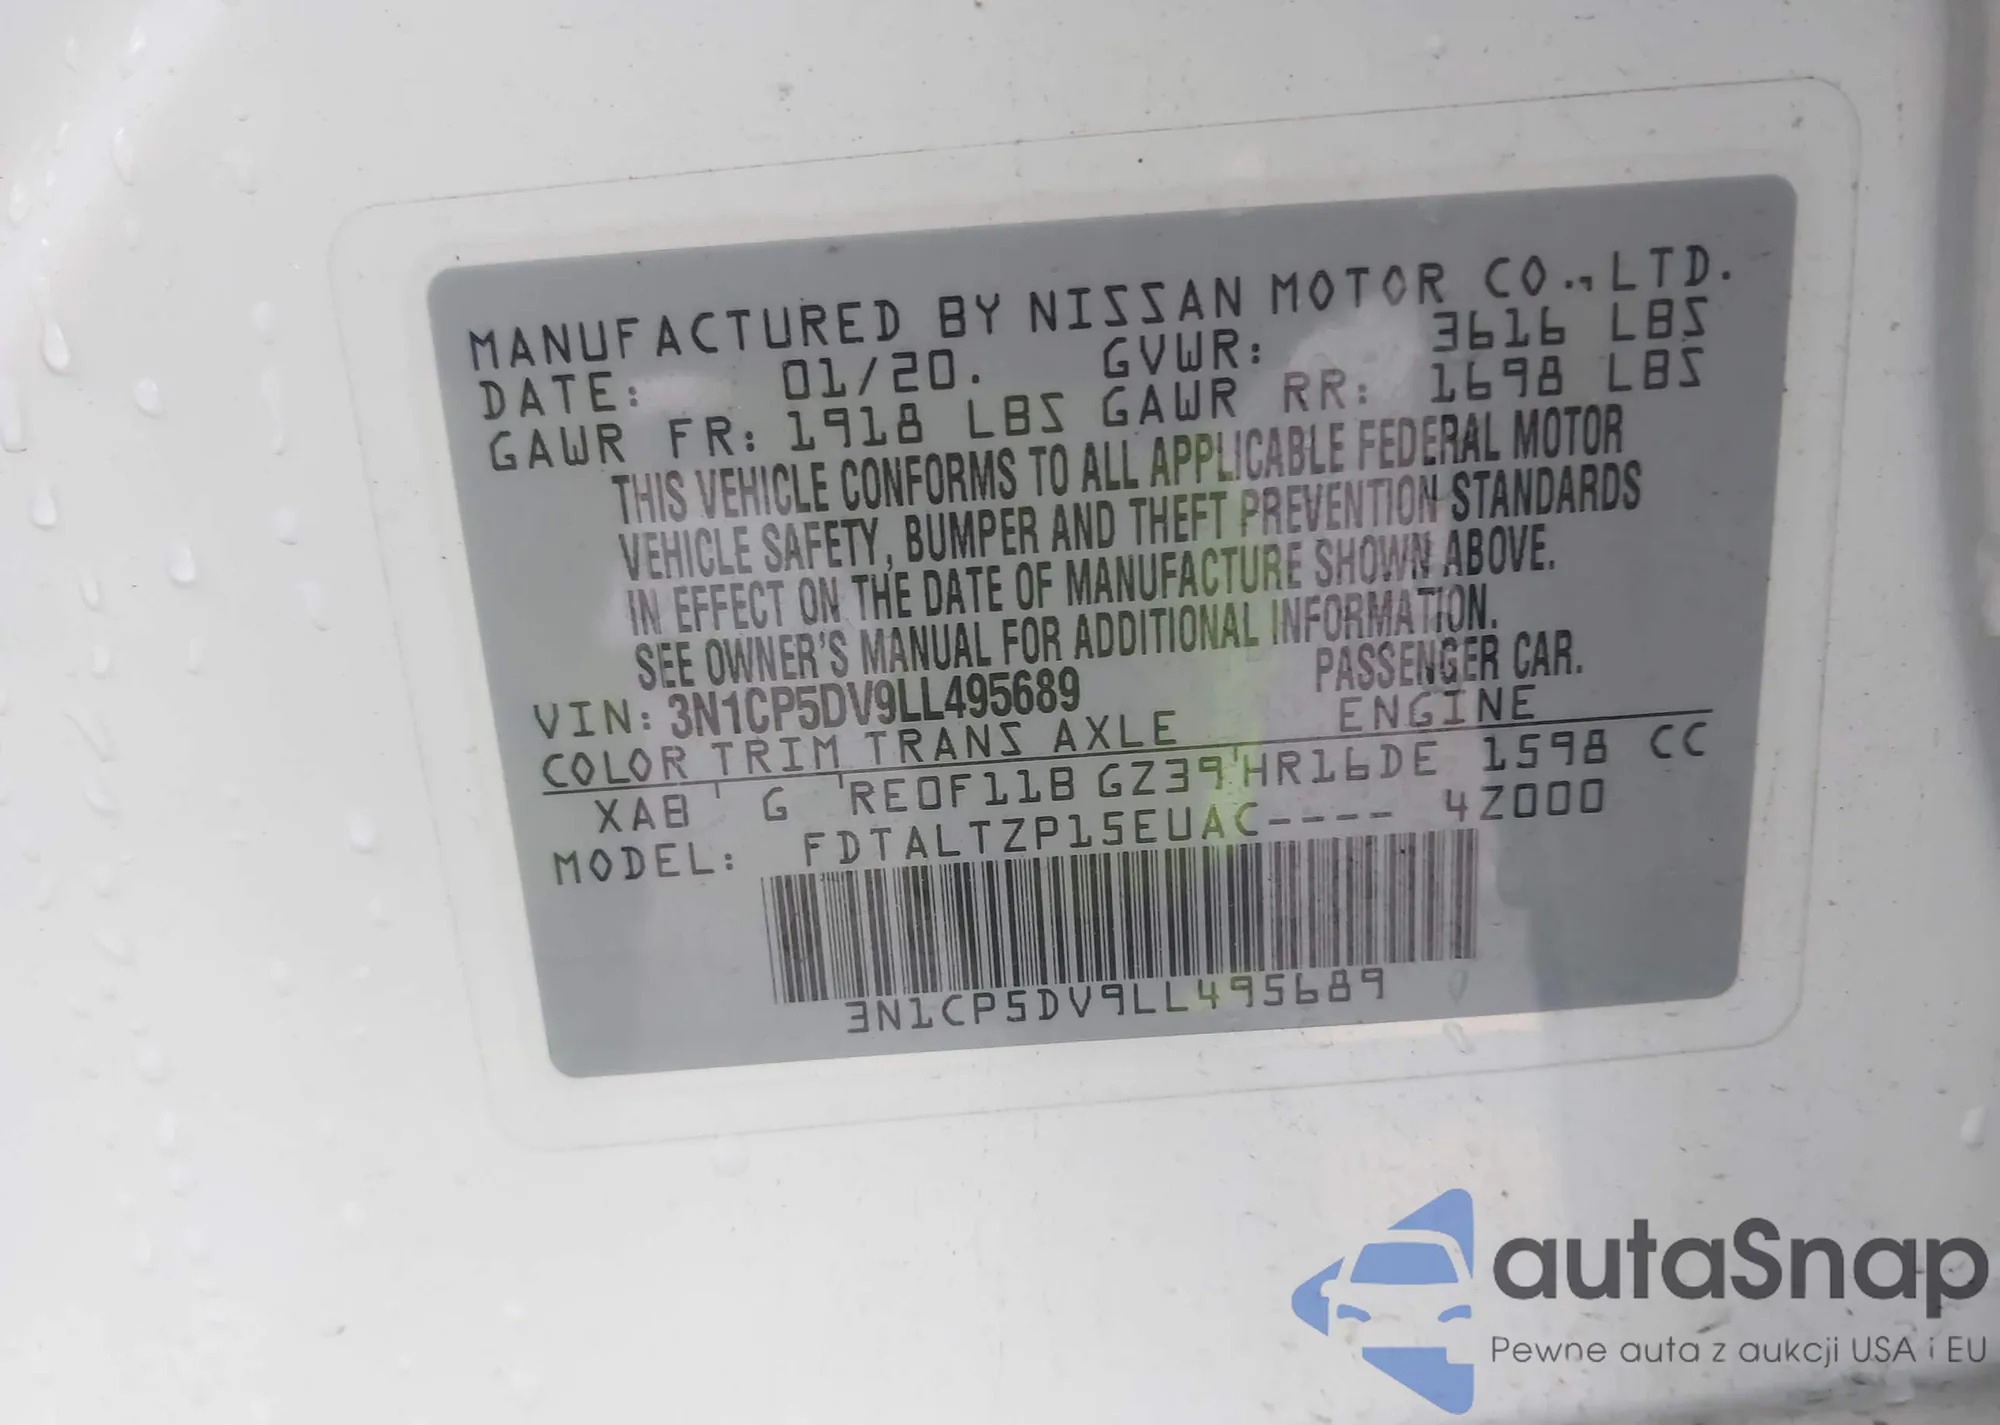 MANUFACTURED BY NISSAN MOTOR CO., LTD.
DATE: 01/20. GVWR: 3616 LBS
GAWR FR: 1918 LBS GAWR RR: 1698 LBS
THIS VEHICLE CONFORMS TO ALL APPLICABLE FEDERAL MOTOR
VEHICLE SAFETY, BUMPER AND THEFT PREVENTION STANDARDS
IN EFFECT ON THE DATE OF MANUFACTURE SHOWN ABOVE.
SEE OWNER'S MANUAL FOR ADDITIONAL INFORMATION.
VIN: 3N1CP5DV9LL495689 PASSENGER CAR.
COLOR TRIM TRANS AXLE ENGINE
XAB G RE0F11B GZ39 HR16DE 1598 CC
MODEL: FDTALTZP15EUAC---- 4Z000
3N1CP5DV9LL495689
autaSnap
Pewne auta z aukcji USA i EU